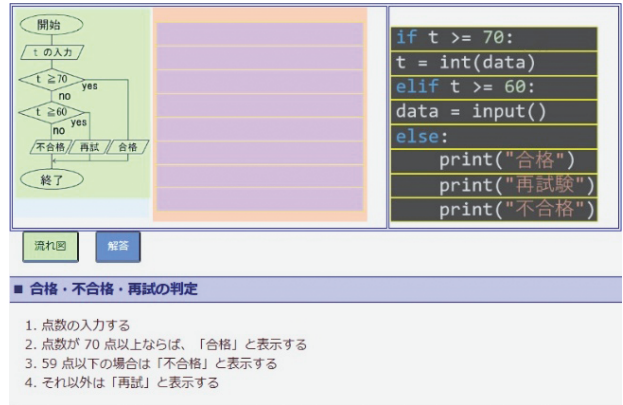 開始
t の入力
t ≧70
yes
no
t ≧60
yes
no
不合格 再試 合格
終了
if t >= 70:
t = int(data)
elif t >= 60:
data = input()
else:
print("合格")
print("再試験")
print("不合格")
流れ図 解答
■ 合格・不合格・再試の判定
1. 点数の入力する
2. 点数が 70 点以上ならば、「合格」と表示する
3. 59 点以下の場合は「不合格」と表示する
4. それ以外は「再試」と表示する